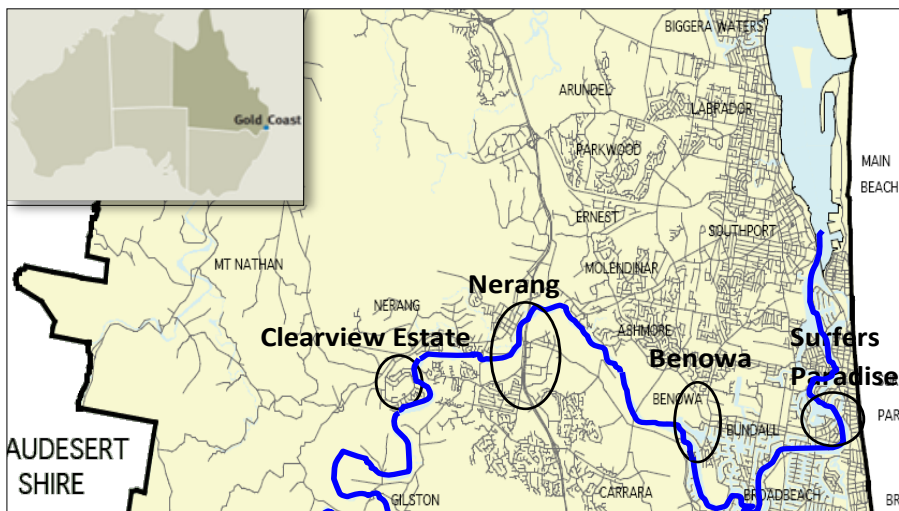 Gold Coast
BIGGERA WATERS
ARUNDEL
LABRADOR
PARKWOOD
MAIN
BEACH
ERNEST
SOUTHPORT
MT NATHAN
MOLENDINAR
NERANG
Nerang
Clearview Estate
ASHMORE
Surfers
Benowa
Paradise
BENOWA
PAR
BUNDALL
AUDESERT
SHIRE
GILSTON
CARRARA
BROADBEACH
BR